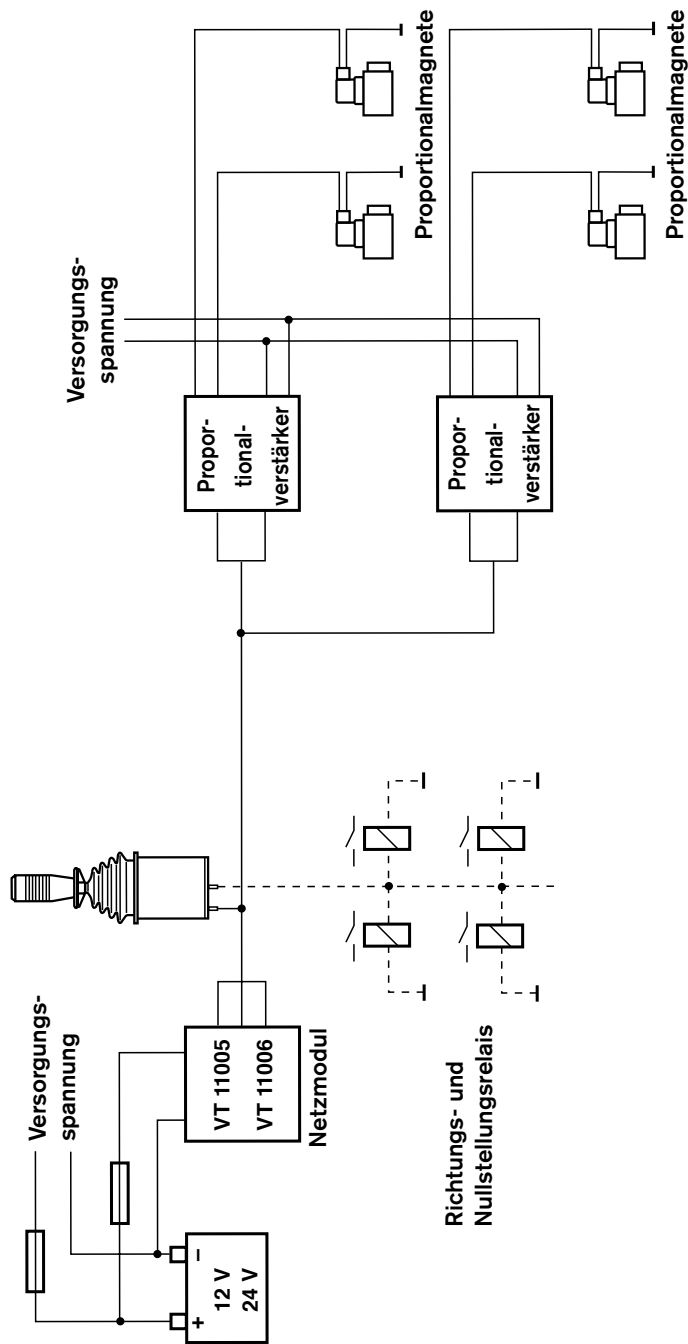 Versorgungs-
spannung
+
–
12 V
24 V
VT 11005
VT 11006
Netzmodul
Richtungs- und
Nullstellungsrelais
Versorgungs-
spannung
Propor-
tional-
verstärker
Propor-
tional-
verstärker
Proportionalmagnete
Proportionalmagnete